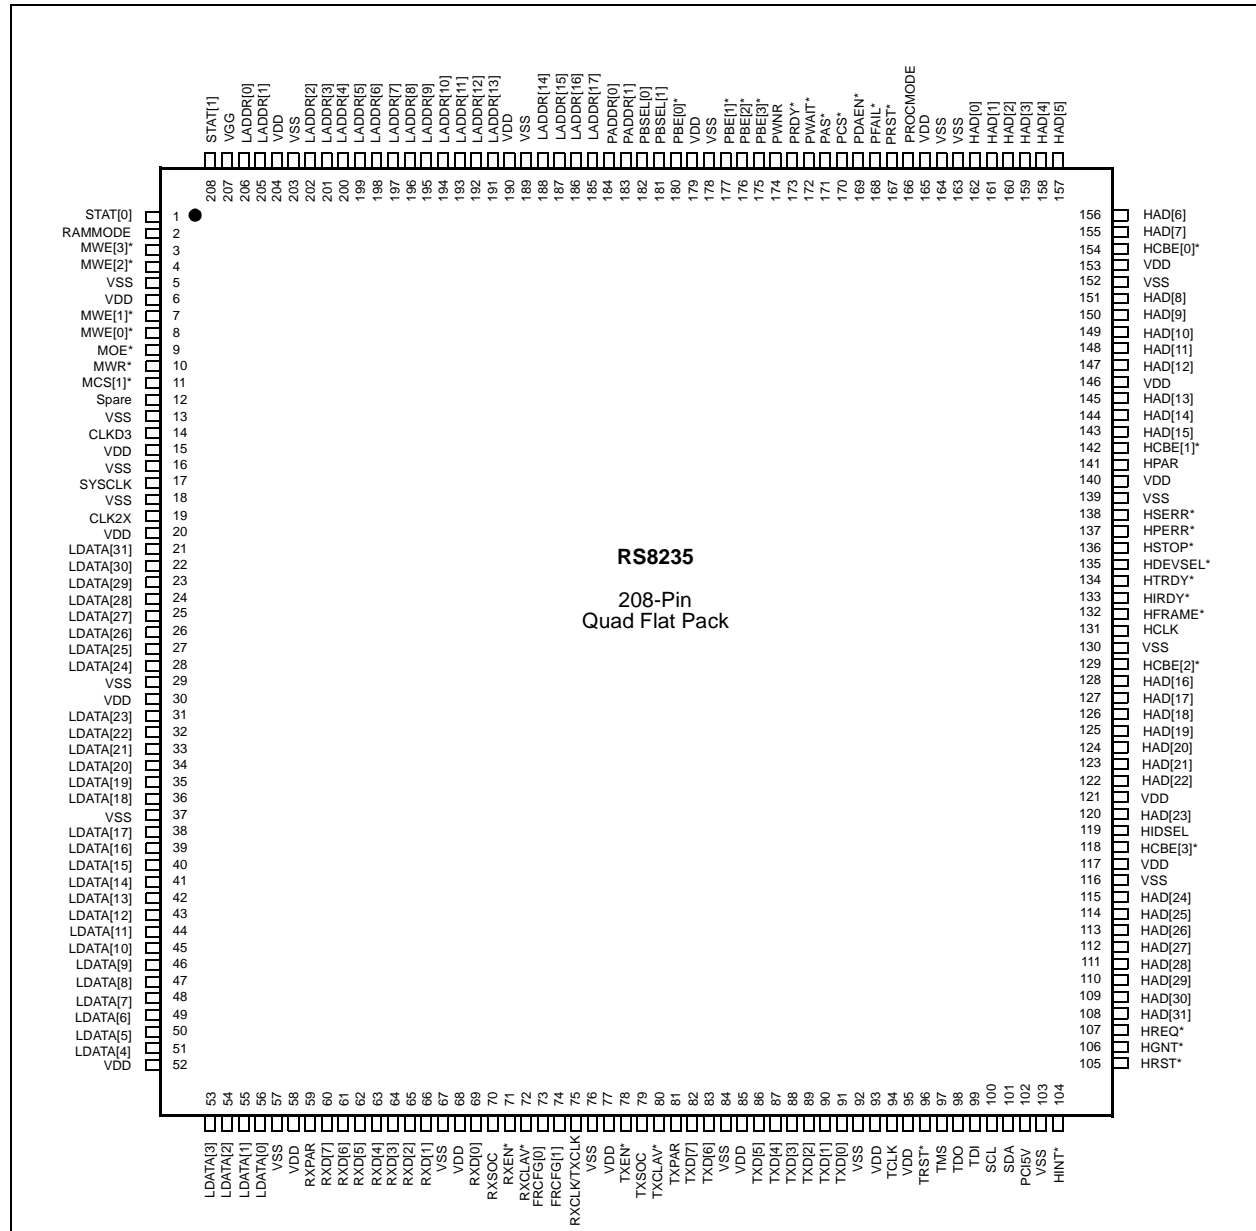 STAT[1] VGG LADDR[0] LADDR[1] VDD VSS LADDR[2] LADDR[3] LADDR[4] LADDR[5] LADDR[6] LADDR[7] LADDR[8] LADDR[9] LADDR[10] LADDR[11] LADDR[12] LADDR[13] VDD VSS LADDR[14] LADDR[15] LADDR[16] LADDR[17] PADDR[0] PADDR[1] PBSEL[0] PBSEL[1] PBE[0]* VDD VSS PBE[1]* PBE[2]* PBE[3]* PWNR PRDY* PWAIT* PAS* PCS* PDAEN* PFAIL* PRST* PROCMODE VDD VSS VSS HAD[0] HAD[1] HAD[2] HAD[3] HAD[4] HAD[5]
208 207 206 205 204 203 202 201 200 199 198 197 196 195 194 193 192 191 190 189 188 187 186 185 184 183 182 181 180 179 178 177 176 175 174 173 172 171 170 169 168 167 166 165 164 163 162 161 160 159 158 157
STAT[0] 1
RAMMODE 2
MWE[3]* 3
MWE[2]* 4
VSS 5
VDD 6
MWE[1]* 7
MWE[0]* 8
MOE* 9
MWR* 10
MCS[1]* 11
Spare 12
VSS 13
CLKD3 14
VDD 15
VSS 16
SYSCLK 17
VSS 18
CLK2X 19
VDD 20
LDATA[31] 21
LDATA[30] 22
LDATA[29] 23
LDATA[28] 24
LDATA[27] 25
LDATA[26] 26
LDATA[25] 27
LDATA[24] 28
VSS 29
VDD 30
LDATA[23] 31
LDATA[22] 32
LDATA[21] 33
LDATA[20] 34
LDATA[19] 35
LDATA[18] 36
VSS 37
LDATA[17] 38
LDATA[16] 39
LDATA[15] 40
LDATA[14] 41
LDATA[13] 42
LDATA[12] 43
LDATA[11] 44
LDATA[10] 45
LDATA[9] 46
LDATA[8] 47
LDATA[7] 48
LDATA[6] 49
LDATA[5] 50
LDATA[4] 51
VDD 52
RS8235
208-Pin
Quad Flat Pack
156 HAD[6]
155 HAD[7]
154 HCBE[0]*
153 VDD
152 VSS
151 HAD[8]
150 HAD[9]
149 HAD[10]
148 HAD[11]
147 HAD[12]
146 VDD
145 HAD[13]
144 HAD[14]
143 HAD[15]
142 HCBE[1]*
141 HPAR
140 VDD
139 VSS
138 HSERR*
137 HPERR*
136 HSTOP*
135 HDEVSEL*
134 HTRDY*
133 HIRDY*
132 HFRAME*
131 HCLK
130 VSS
129 HCBE[2]*
128 HAD[16]
127 HAD[17]
126 HAD[18]
125 HAD[19]
124 HAD[20]
123 HAD[21]
122 HAD[22]
121 VDD
120 HAD[23]
119 HIDSEL
118 HCBE[3]*
117 VDD
116 VSS
115 HAD[24]
114 HAD[25]
113 HAD[26]
112 HAD[27]
111 HAD[28]
110 HAD[29]
109 HAD[30]
108 HAD[31]
107 HREQ*
106 HGNT*
105 HRST*
53 54 55 56 57 58 59 60 61 62 63 64 65 66 67 68 69 70 71 72 73 74 75 76 77 78 79 80 81 82 83 84 85 86 87 88 89 90 91 92 93 94 95 96 97 98 99 100 101 102 103 104
LDATA[3] LDATA[2] LDATA[1] LDATA[0] VSS VDD RXPAR RXD[7] RXD[6] RXD[5] RXD[4] RXD[3] RXD[2] RXD[1] VSS VDD RXD[0] RXSOC RXEN* RXCLAV* FRCFG[0] FRCFG[1] RXCLK/TXCLK VSS VDD TXEN* TXSOC TXCLAV* TXPAR TXD[7] TXD[6] VSS VDD TXD[5] TXD[4] TXD[3] TXD[2] TXD[1] TXD[0] VSS VDD TCLK VDD TRST* TMS TDO TDI SCL SDA PCI5V VSS HINT*